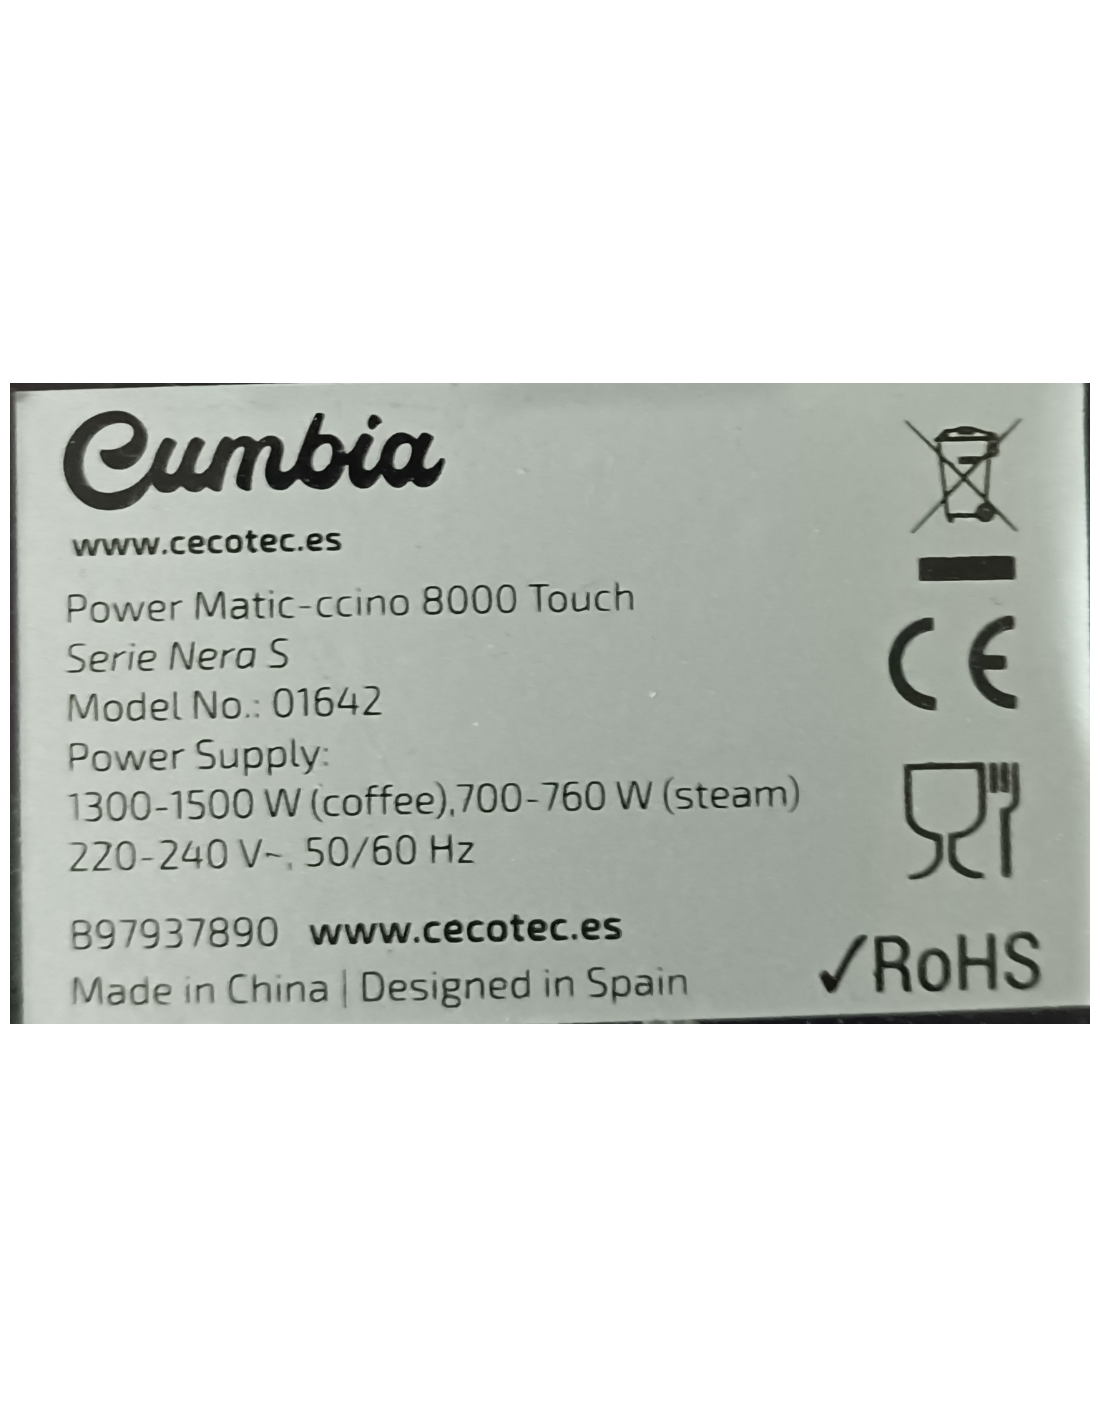 Cumbia
www.cecotec.es
Power Matic-ccino 8000 Touch
Serie Nera S
Model No.: 01642
Power Supply:
1300-1500 W (coffee),700-760 W (steam)
220-240 V~, 50/60 Hz
B97937890 www.cecotec.es
Made in China | Designed in Spain
CE
✓RoHS